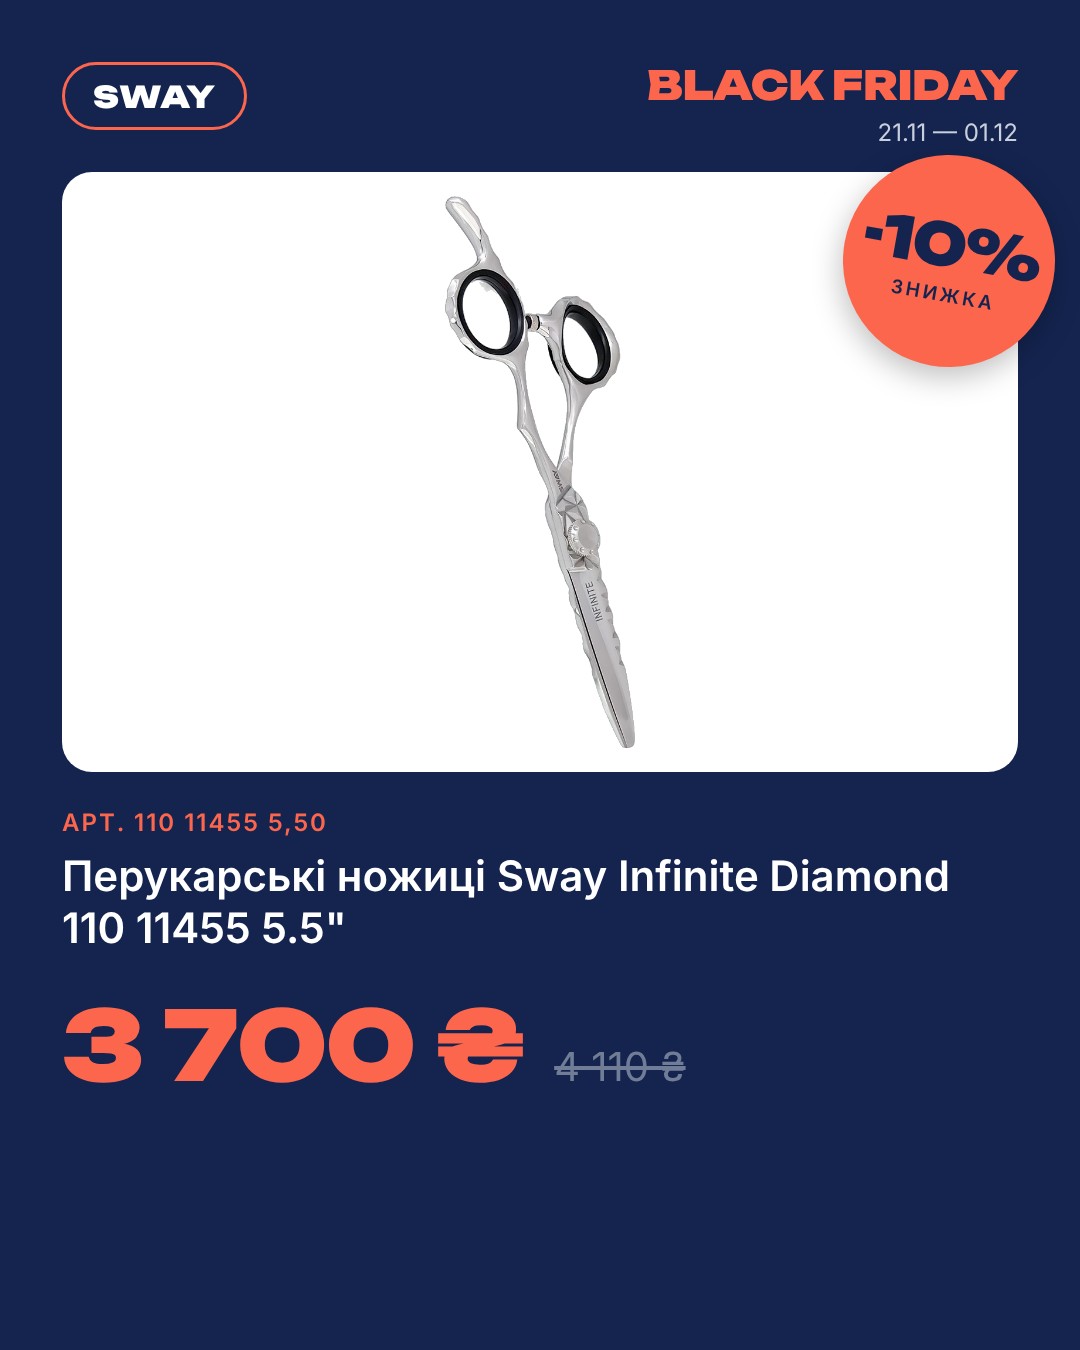 SWAY
BLACK FRIDAY
21.11 — 01.12
-10%
ЗНИЖКА
SWAY
INFINITE
АРТ. 110 11455 5,50
Перукарські ножиці Sway Infinite Diamond
110 11455 5.5"
3 700 ₴
4 110 ₴